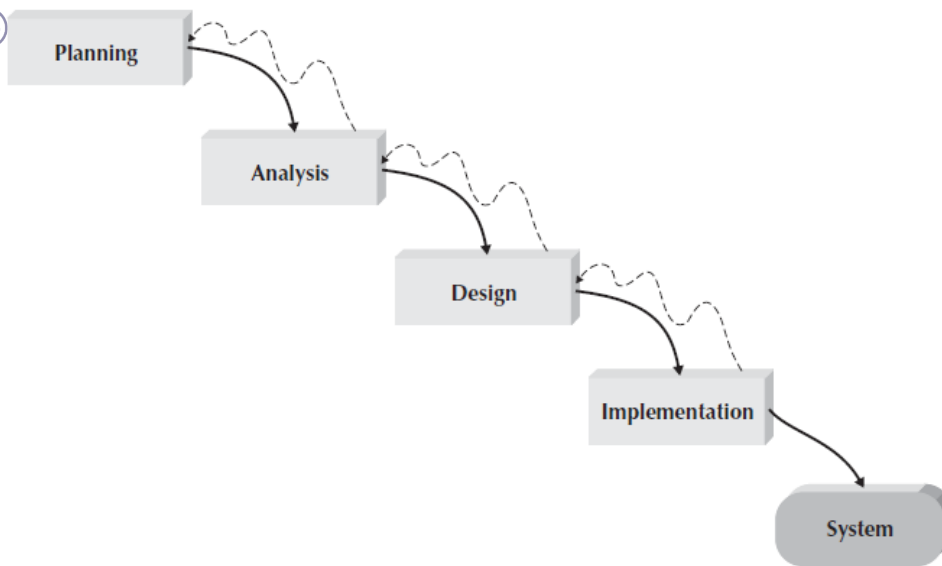 Planning
Analysis
Design
Implementation
System